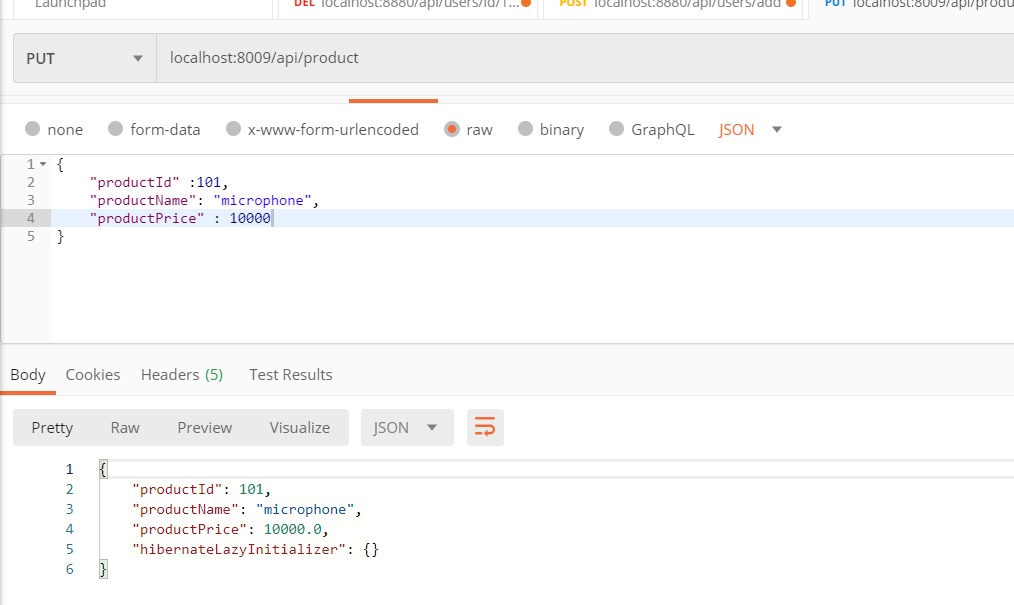 Launchpad
DEL localhost:8880/api/users/id/1...
POST localhost:8880/api/users/add
PUT localhost:8009/api/produ
PUT localhost:8009/api/product
none form-data x-www-form-urlencoded raw binary GraphQL JSON
1 {
2 "productId" :101,
3 "productName": "microphone",
4 "productPrice" : 10000
5 }
Body Cookies Headers (5) Test Results
Pretty Raw Preview Visualize JSON
1 {
2 "productId": 101,
3 "productName": "microphone",
4 "productPrice": 10000.0,
5 "hibernateLazyInitializer": {}
6 }